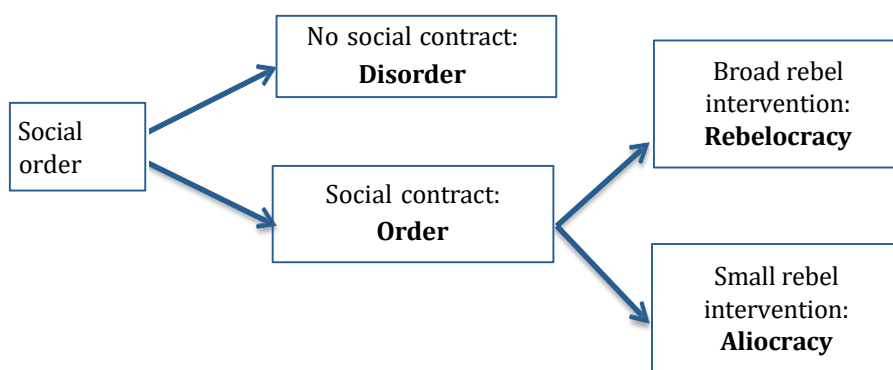 Social
order
No social contract:
Disorder
Social contract:
Order
Broad rebel
intervention:
Rebelocracy
Small rebel
intervention:
Aliocracy